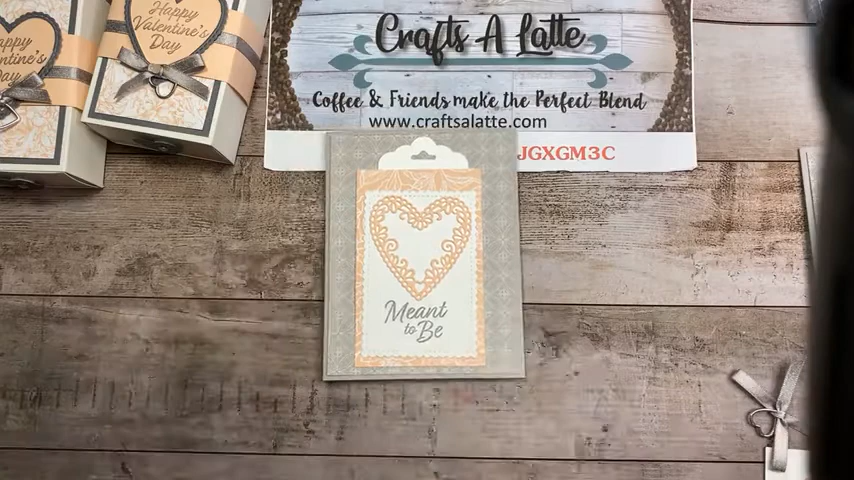 Happy
Valentine's
Day
Happy
Valentine's
Day
Crafts A Latte
Coffee & Friends make the Perfect Blend
www.craftsalatte.com
JGXGM3C
Meant
to Be